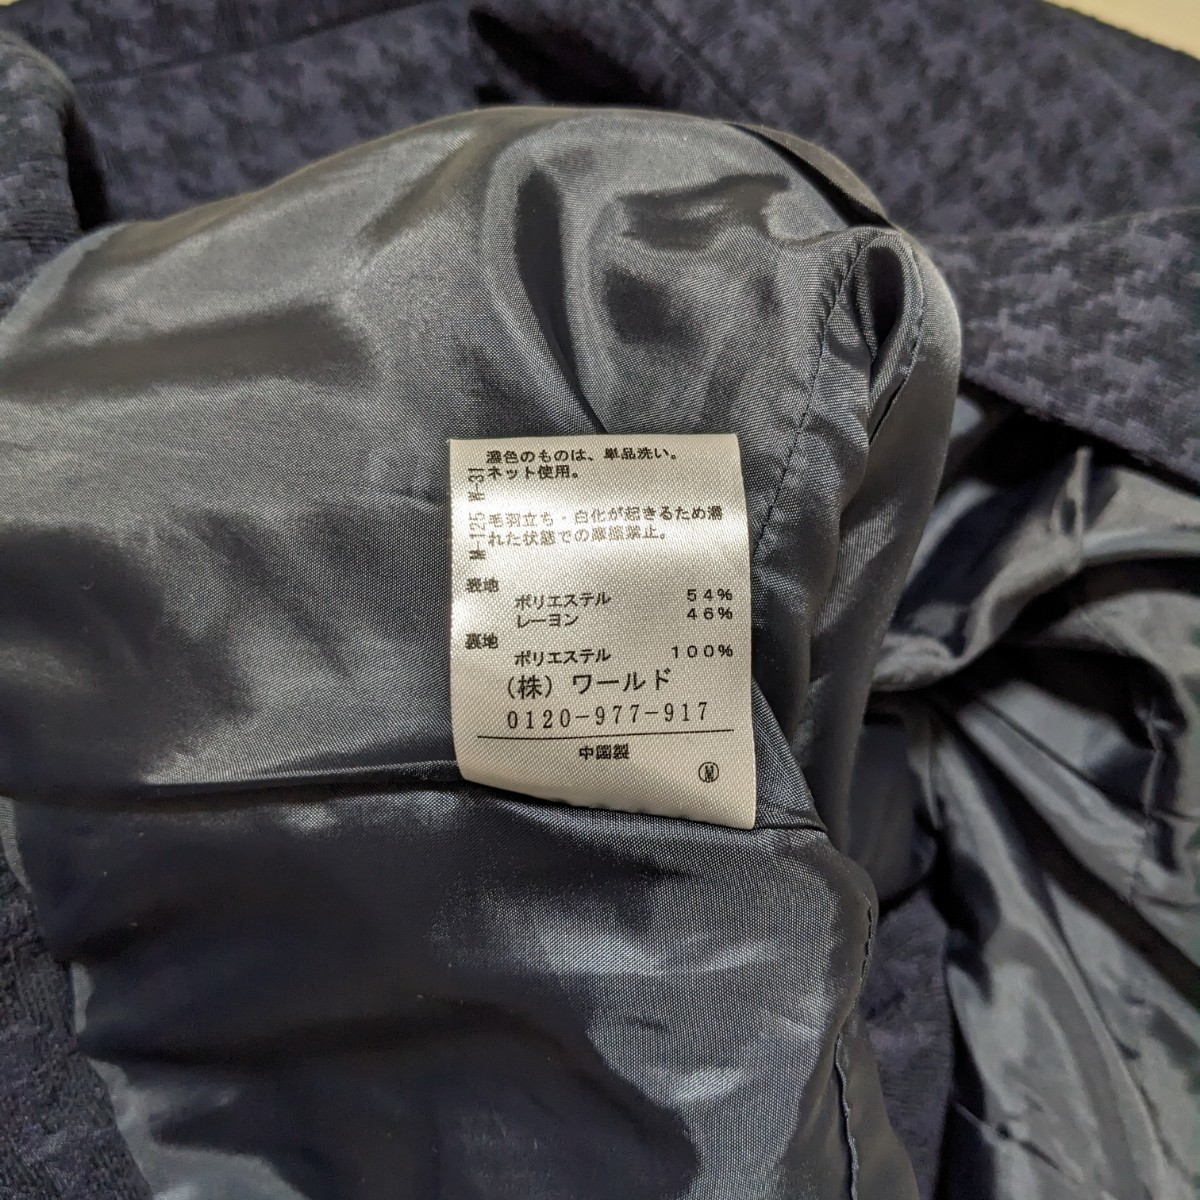 濃色のものは、単品洗い。
ネット使用。
W-125 W-31
毛羽立ち・白化が起きるため濡
れた状態での摩擦禁止。
表地
ポリエステル 54%
レーヨン 46%
裏地
ポリエステル 100%
(株) ワールド
0120-977-917
中国製
M